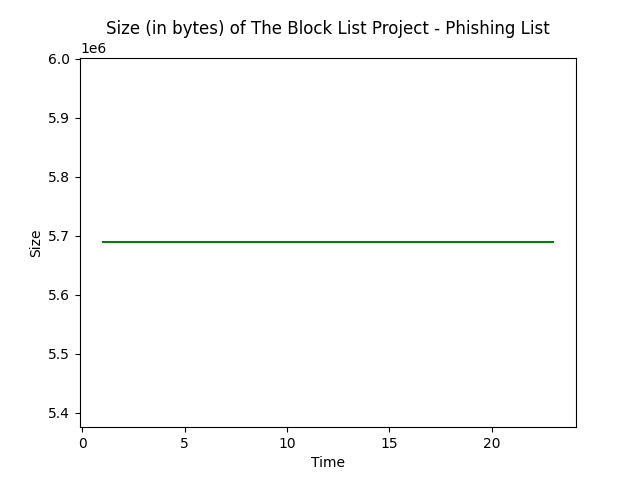 Size (in bytes) of The Block List Project - Phishing List
1e6
6.0
5.9
5.8
5.7
5.6
5.5
5.4
Size
0 5 10 15 20
Time